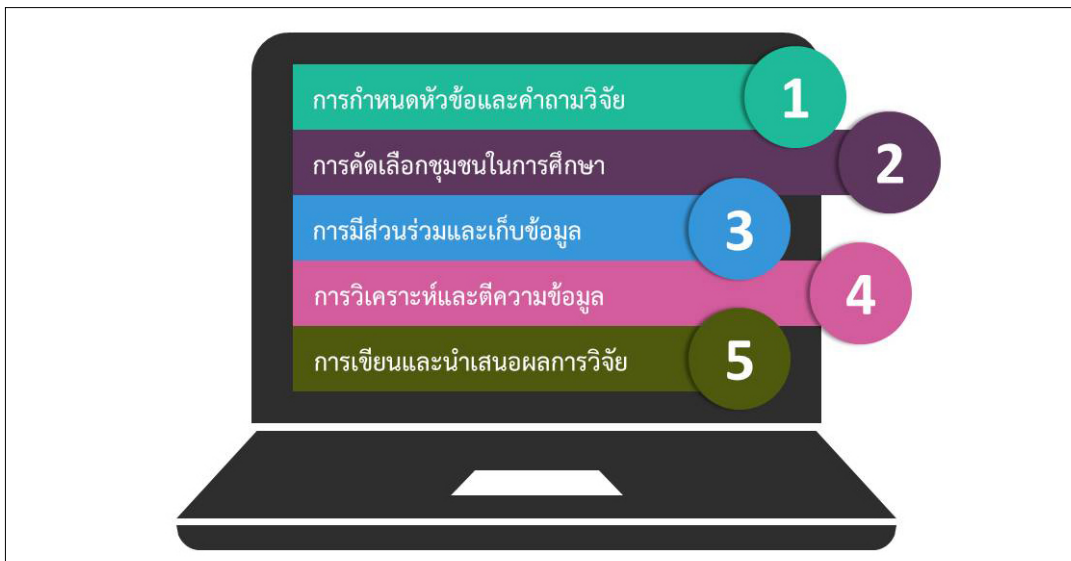 การกำหนดหัวข้อและคำถามวิจัย 1
การคัดเลือกชุมชนในการศึกษา 2
การมีส่วนร่วมและเก็บข้อมูล 3
การวิเคราะห์และตีความข้อมูล 4
การเขียนและนำเสนอผลการวิจัย 5